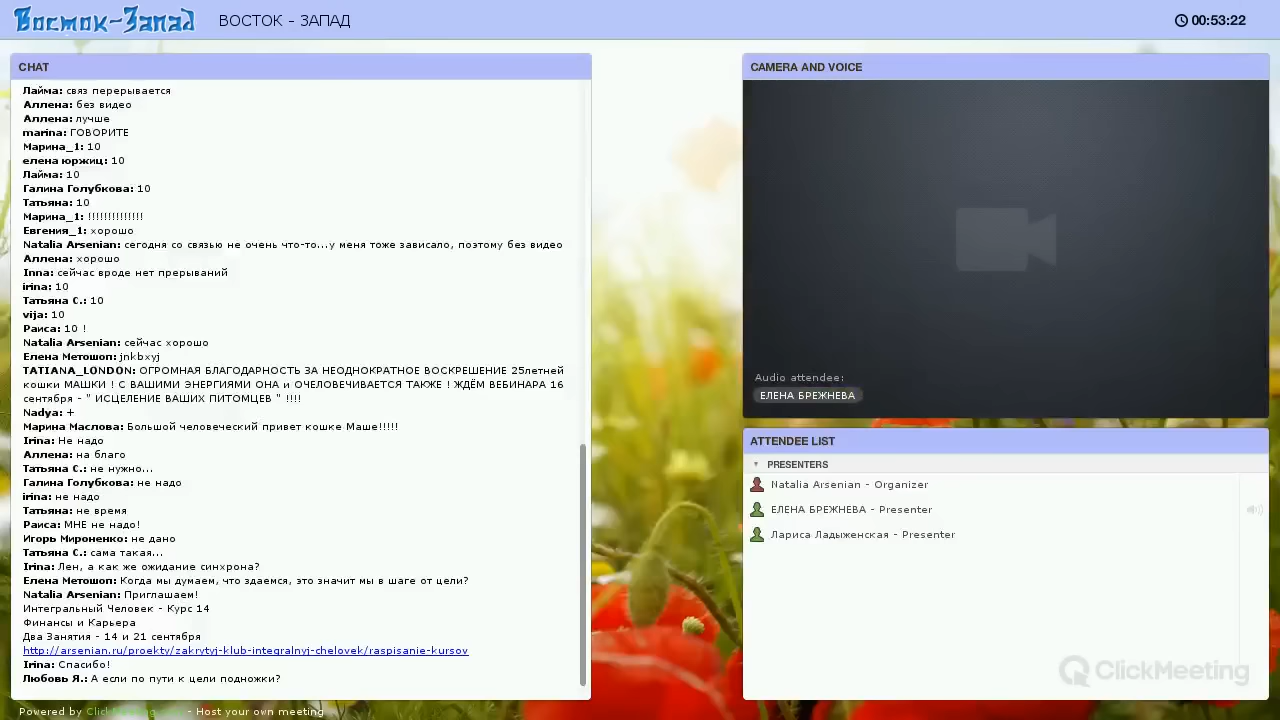 Восток-Запад
ВОСТОК - ЗАПАД
00:53:22
CHAT
Лайма: связ перерывается
Аллена: без видео
Аллена: лучше
marina: ГОВОРИТЕ
Марина_1: 10
елена юржиц: 10
Лайма: 10
Галина Голубкова: 10
Татьяна: 10
Марина_1: !!!!!!!!!!!!!!
Евгения_1: хорошо
Natalia Arsenian: сегодня со связью не очень что-то...у меня тоже зависало, поэтому без видео
Аллена: хорошо
Inna: сейчас вроде нет прерываний
irina: 10
Татьяна С.: 10
vija: 10
Раиса: 10 !
Natalia Arsenian: сейчас хорошо
Елена Метошоп: jnkbxyj
TATIANA_LONDON: ОГРОМНАЯ БЛАГОДАРНОСТЬ ЗА НЕОДНОКРАТНОЕ ВОСКРЕШЕНИЕ 25летней
кошки МАШКИ ! С ВАШИМИ ЭНЕРГИЯМИ ОНА и ОЧЕЛОВЕЧИВАЕТСЯ ТАКЖЕ ! ЖДЁМ ВЕБИНАРА 16
сентября - " ИСЦЕЛЕНИЕ ВАШИХ ПИТОМЦЕВ " !!!!
Nadya: +
Марина Маслова: Большой человеческий привет кошке Маше!!!!!
Irina: Не надо
Аллена: на благо
Татьяна С.: не нужно...
Галина Голубкова: не надо
irina: не надо
Татьяна: не время
Раиса: МНЕ не надо!
Игорь Мироненко: не дано
Татьяна С.: сама такая...
Irina: Лен, а как же ожидание синхрона?
Елена Метошоп: Когда мы думаем, что здаемся, это значит мы в шаге от цели?
Natalia Arsenian: Приглашаем!
Интегральный Человек - Курс 14
Финансы и Карьера
Два Занятия - 14 и 21 сентября
http://arsenian.ru/proekty/zakrytyj-klub-integralnyj-chelovek/raspisanie-kursov
Irina: Спасибо!
Любовь Я.: А если по пути к цели подножки?
Powered by ClickMeeting - Host your own meeting
CAMERA AND VOICE
Audio attendee:
ЕЛЕНА БРЕЖНЕВА
ATTENDEE LIST
PRESENTERS
Natalia Arsenian - Organizer
ЕЛЕНА БРЕЖНЕВА - Presenter
Лариса Ладыженская - Presenter
ClickMeeting